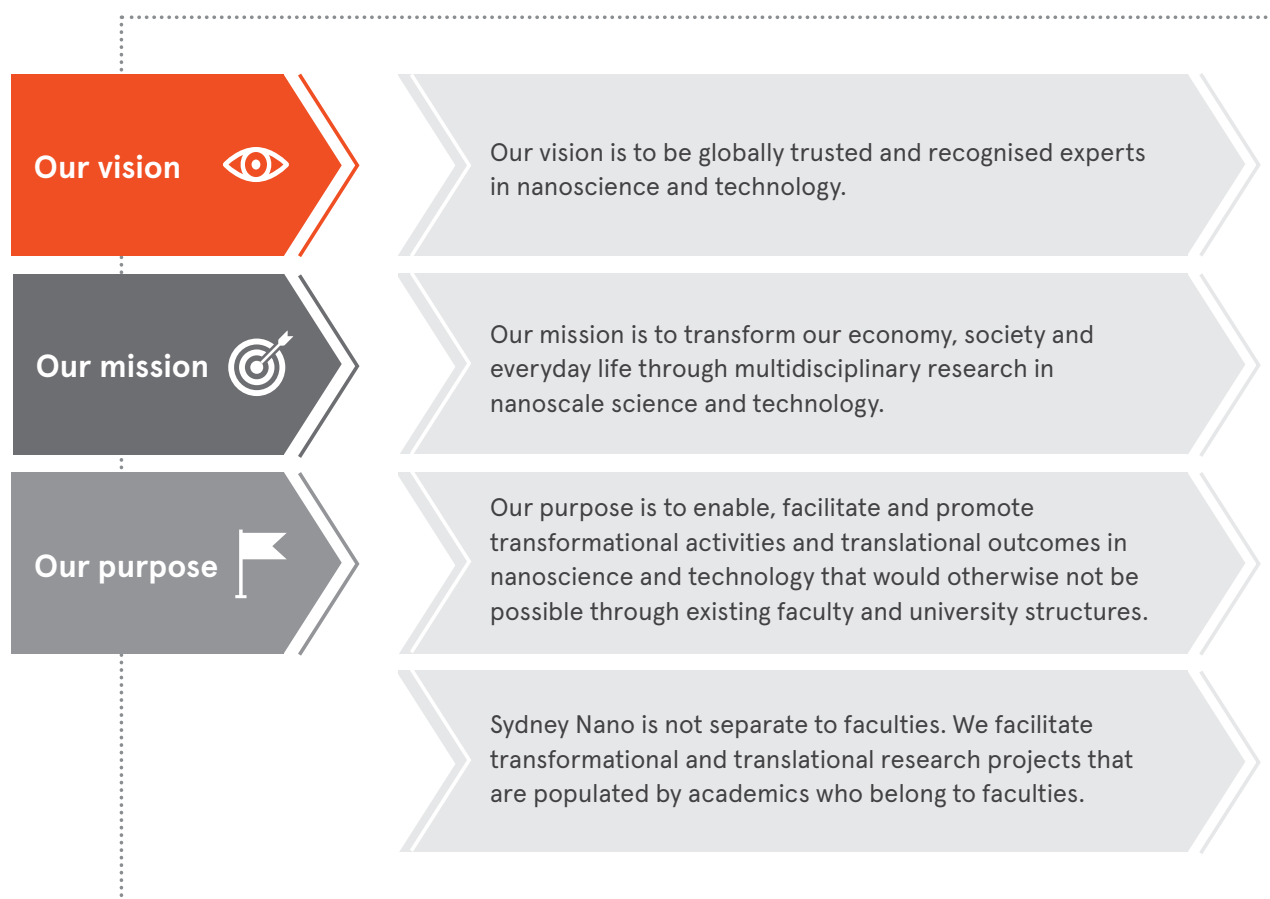 Our vision
Our vision is to be globally trusted and recognised experts
in nanoscience and technology.
Our mission
Our mission is to transform our economy, society and
everyday life through multidisciplinary research in
nanoscale science and technology.
Our purpose
Our purpose is to enable, facilitate and promote
transformational activities and translational outcomes in
nanoscience and technology that would otherwise not be
possible through existing faculty and university structures.
Sydney Nano is not separate to faculties. We facilitate
transformational and translational research projects that
are populated by academics who belong to faculties.